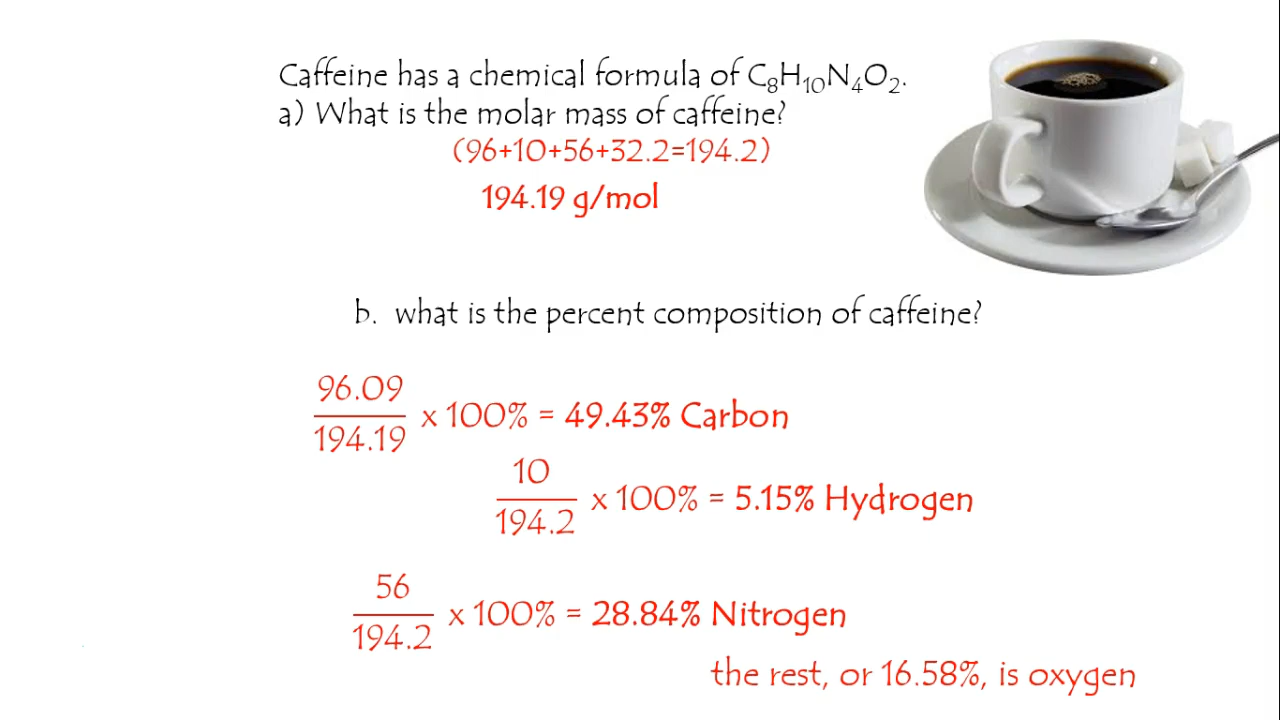 Caffeine has a chemical formula of C₈H₁₀N₄O₂.
a) What is the molar mass of caffeine?
(96+10+56+32.2=194.2)
194.19 g/mol
b. what is the percent composition of caffeine?
96.09
194.19
x 100% = 49.43% Carbon
10
194.2
x 100% = 5.15% Hydrogen
56
194.2
x 100% = 28.84% Nitrogen
the rest, or 16.58%, is oxygen